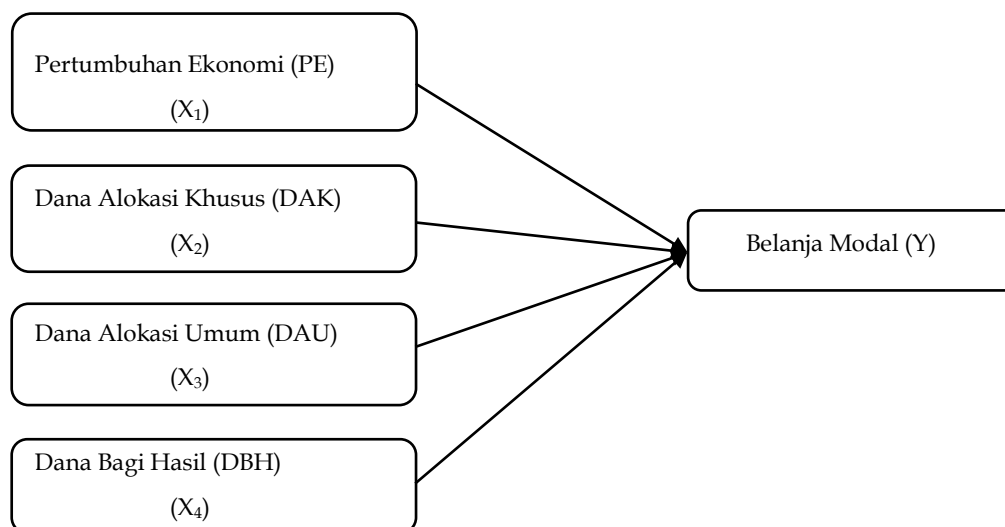 Pertumbuhan Ekonomi (PE)
(X₁)
Dana Alokasi Khusus (DAK)
(X₂)
Dana Alokasi Umum (DAU)
(X₃)
Dana Bagi Hasil (DBH)
(X₄)
Belanja Modal (Y)